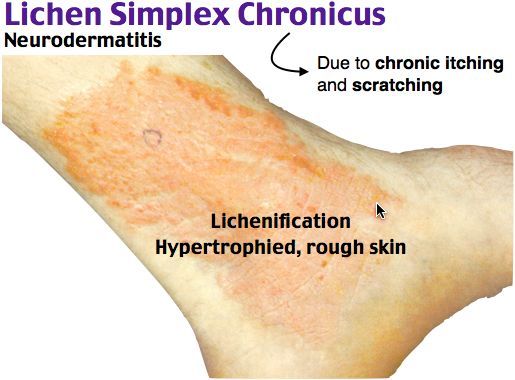 Lichen Simplex Chronicus
Neurodermatitis
Due to chronic itching
and scratching
Lichenification
Hypertrophied, rough skin